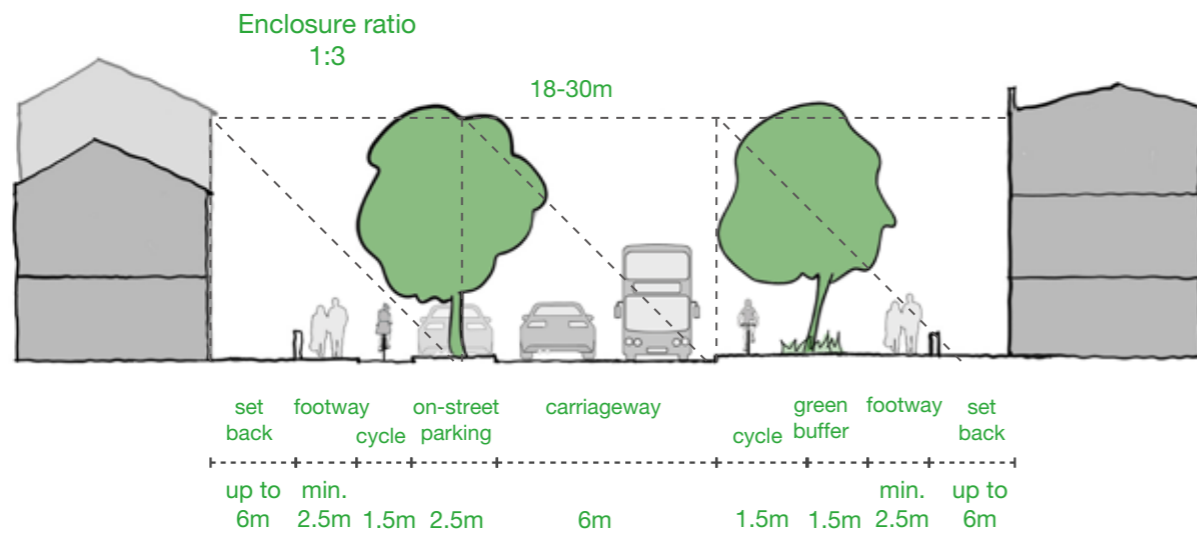 Enclosure ratio
1:3
18-30m
set
back
footway
cycle
on-street
parking
carriageway
cycle
green
buffer
footway
set
back
up to
6m
min.
2.5m
1.5m
2.5m
6m
1.5m
1.5m
min.
2.5m
up to
6m